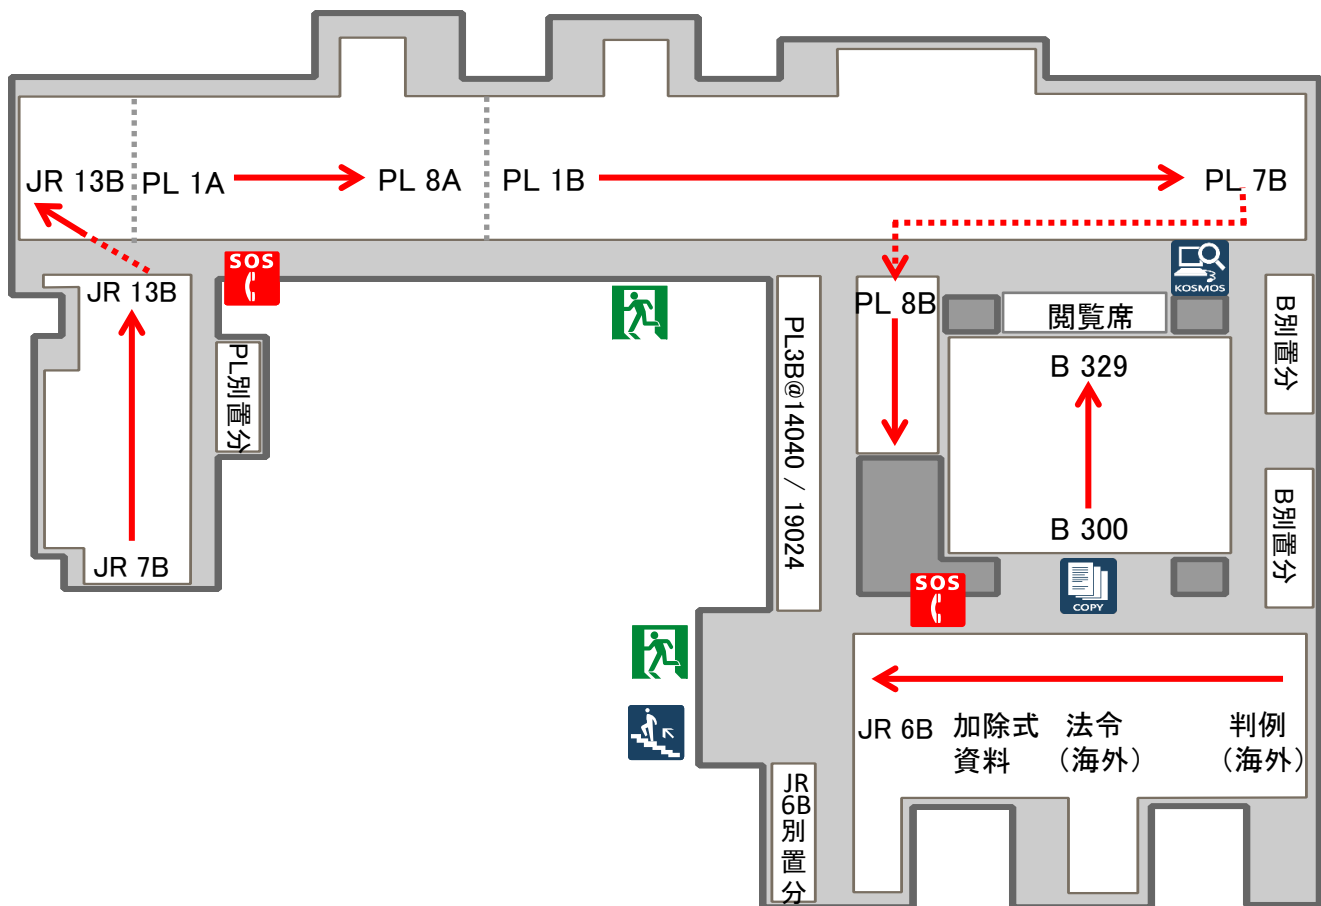 JR 13B
PL 1A
PL 8A
PL 1B
PL 7B
SOS
KOSMOS
JR 13B
PL 8B
閲覧席
B別置分
PL3B@14040 / 19024
PL別置分
B 329
B 300
B別置分
JR 7B
SOS
COPY
JR 6B
加除式
資料
法令
（海外）
判例
（海外）
JR
6B
別
置
分